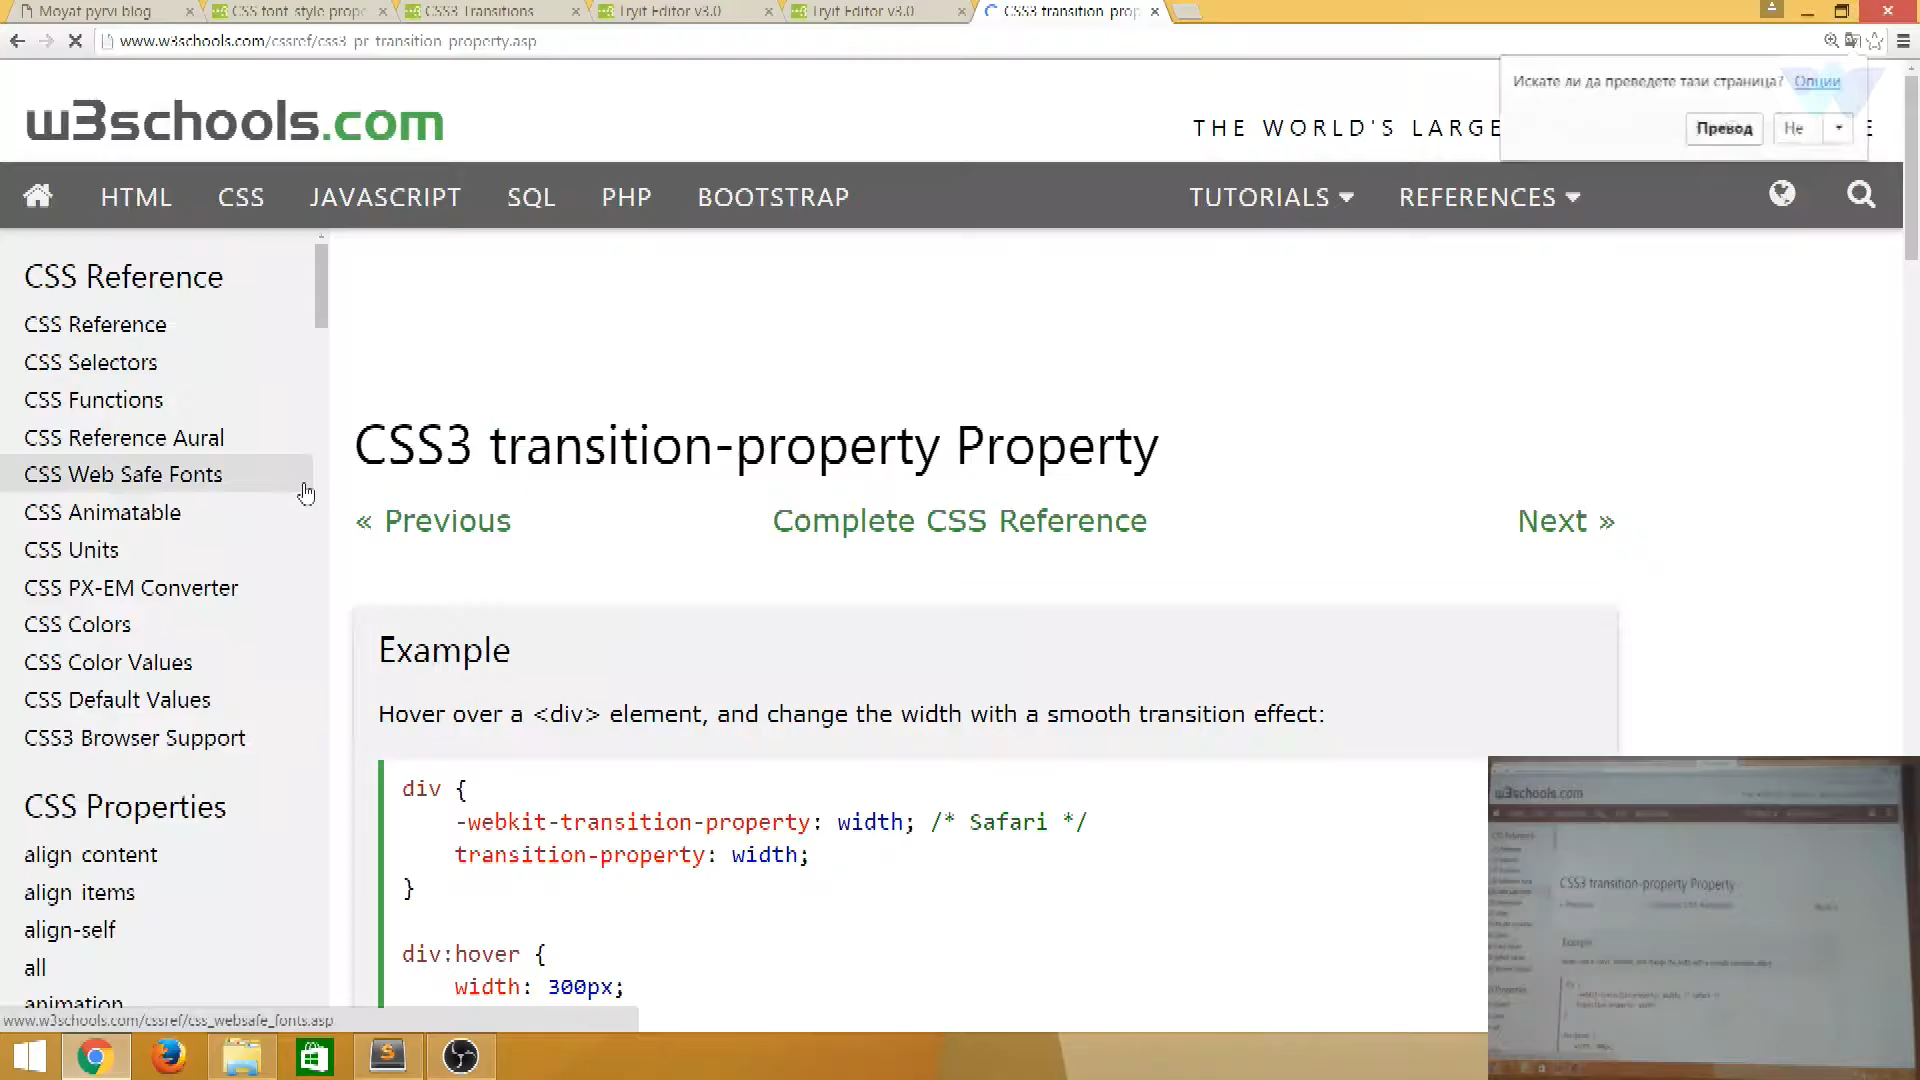 Moyat pyrvi blog
CSS font-style prope
CSS3 Transitions
Tryit Editor v3.0
Tryit Editor v3.0
CSS3 transition-prop
www.w3schools.com/cssref/css3_pr_transition-property.asp
Искате ли да преведете тази страница? Опции
Превод Не
w3schools.com
THE WORLD'S LARGE
E
HTML CSS JAVASCRIPT SQL PHP BOOTSTRAP TUTORIALS REFERENCES
CSS Reference
CSS Reference
CSS Selectors
CSS Functions
CSS Reference Aural
CSS Web Safe Fonts
CSS Animatable
CSS Units
CSS PX-EM Converter
CSS Colors
CSS Color Values
CSS Default Values
CSS3 Browser Support
CSS Properties
align content
align items
align-self
all
animation
CSS3 transition-property Property
« Previous Complete CSS Reference Next »
Example
Hover over a <div> element, and change the width with a smooth transition effect:
div {
-webkit-transition-property: width; /* Safari */
transition-property: width;
}
div:hover {
width: 300px;
www.w3schools.com/cssref/css_websafe_fonts.asp
w3schools.com
CSS3 transition-property Property